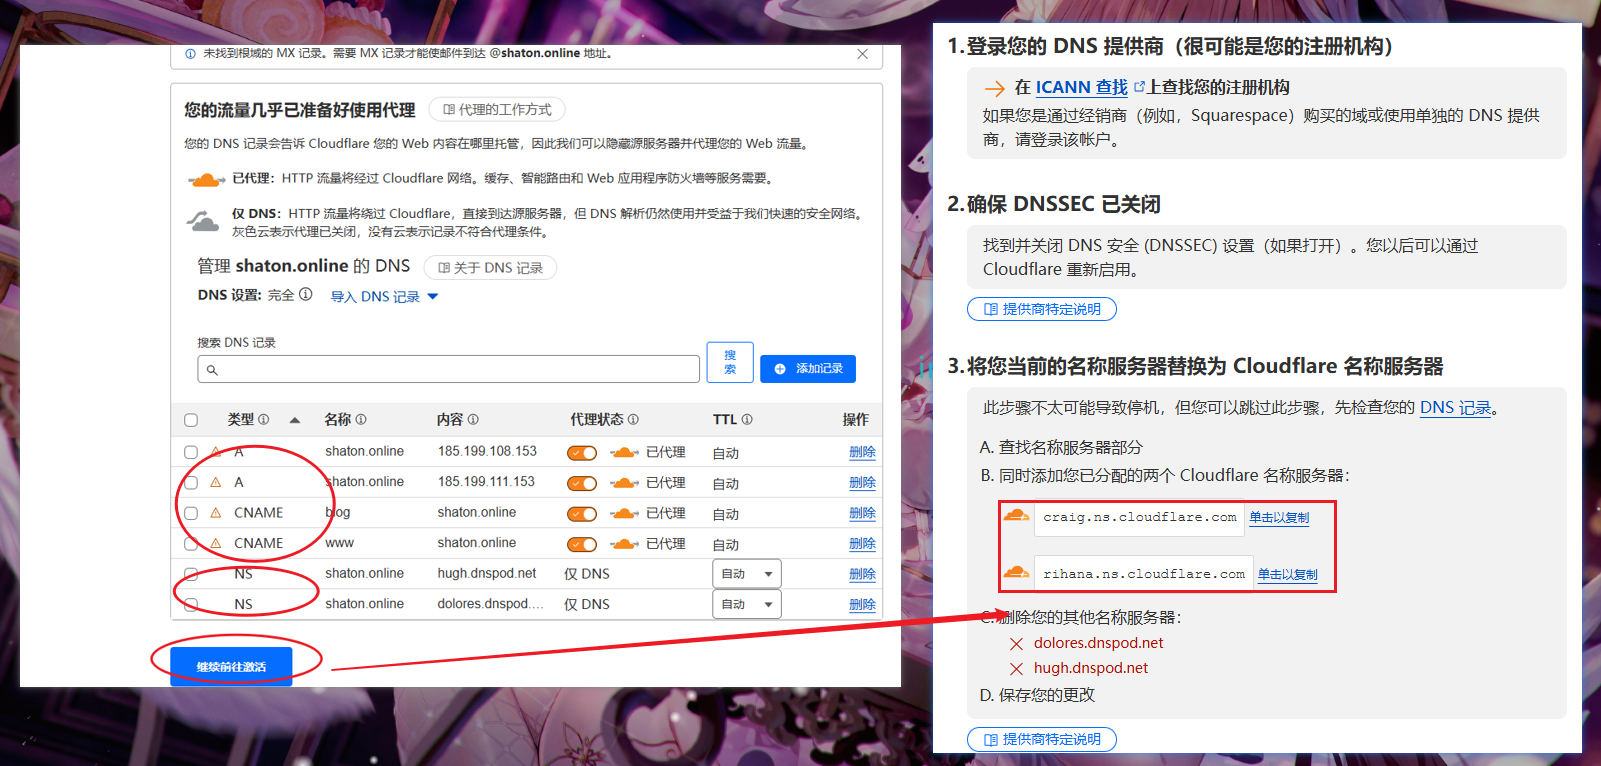 未找到根域的 MX 记录。需要 MX 记录才能使邮件到达 @shaton.online 地址。
您的流量几乎已准备好使用代理
代理的工作方式
您的 DNS 记录会告诉 Cloudflare 您的 Web 内容在哪里托管，因此我们可以隐藏源服务器并代理您的 Web 流量。
已代理：HTTP 流量将经过 Cloudflare 网络。缓存、智能路由和 Web 应用程序防火墙等服务需要。
仅 DNS：HTTP 流量将绕过 Cloudflare，直接到达源服务器，但 DNS 解析仍然使用并受益于我们快速的安全网络。
灰色云表示代理已关闭，没有云表示记录不符合代理条件。
管理 shaton.online 的 DNS
关于 DNS 记录
DNS 设置: 完全
导入 DNS 记录
搜索 DNS 记录
搜
索
添加记录
类型 名称 内容 代理状态 TTL 操作
A shaton.online 185.199.108.153 已代理 自动 删除
A shaton.online 185.199.111.153 已代理 自动 删除
CNAME blog shaton.online 已代理 自动 删除
CNAME www shaton.online 已代理 自动 删除
NS shaton.online hugh.dnspod.net 仅 DNS 自动 删除
NS shaton.online dolores.dnspod.... 仅 DNS 自动 删除
继续前往激活
1.登录您的 DNS 提供商（很可能是您的注册机构）
在 ICANN 查找 上查找您的注册机构
如果您是通过经销商（例如，Squarespace）购买的域或使用单独的 DNS 提供
商，请登录该帐户。
2.确保 DNSSEC 已关闭
找到并关闭 DNS 安全 (DNSSEC) 设置（如果打开）。您以后可以通过
Cloudflare 重新启用。
提供商特定说明
3.将您当前的名称服务器替换为 Cloudflare 名称服务器
此步骤不太可能导致停机，但您可以跳过此步骤，先检查您的 DNS 记录。
A. 查找名称服务器部分
B. 同时添加您已分配的两个 Cloudflare 名称服务器：
craig.ns.cloudflare.com 单击以复制
rihana.ns.cloudflare.com 单击以复制
C. 删除您的其他名称服务器：
dolores.dnspod.net
hugh.dnspod.net
D. 保存您的更改
提供商特定说明